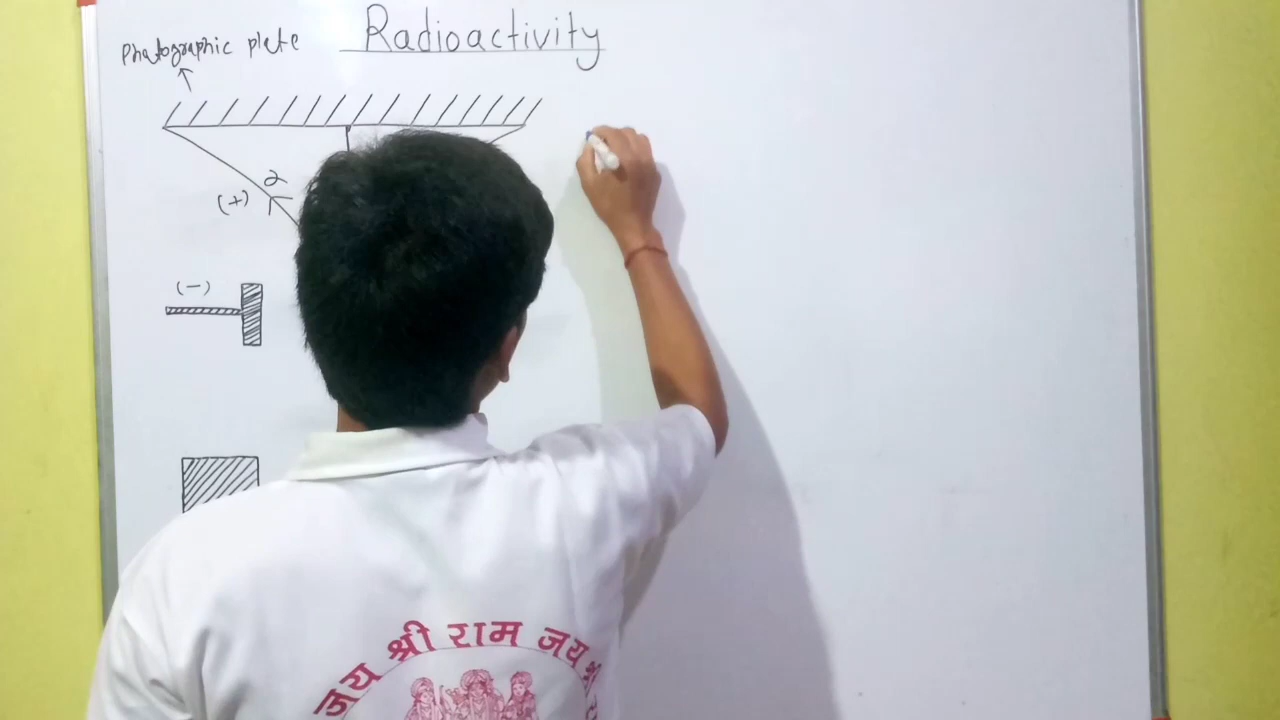 Radioactivity
Photographic plate
α
(+)
(-)
जय श्री राम जय श्री